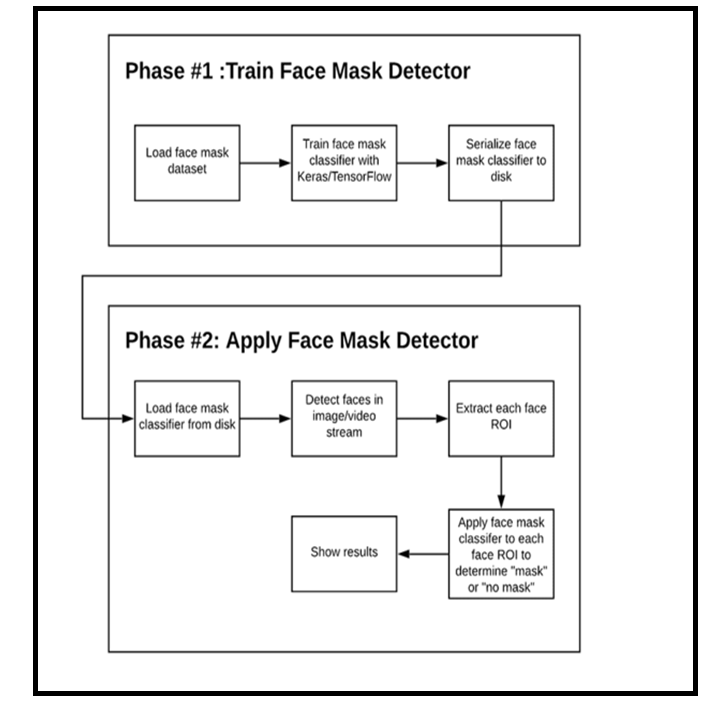 Phase #1 :Train Face Mask Detector
Load face mask
dataset
Train face mask
classifier with
Keras/TensorFlow
Serialize face
mask classifier to
disk
Phase #2: Apply Face Mask Detector
Load face mask
classifier from disk
Detect faces in
image/video
stream
Extract each face
ROI
Apply face mask
classifer to each
face ROI to
determine "mask"
or "no mask"
Show results